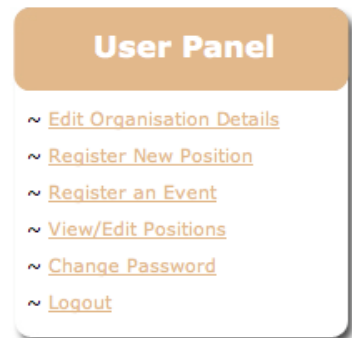 User Panel
~ Edit Organisation Details
~ Register New Position
~ Register an Event
~ View/Edit Positions
~ Change Password
~ Logout